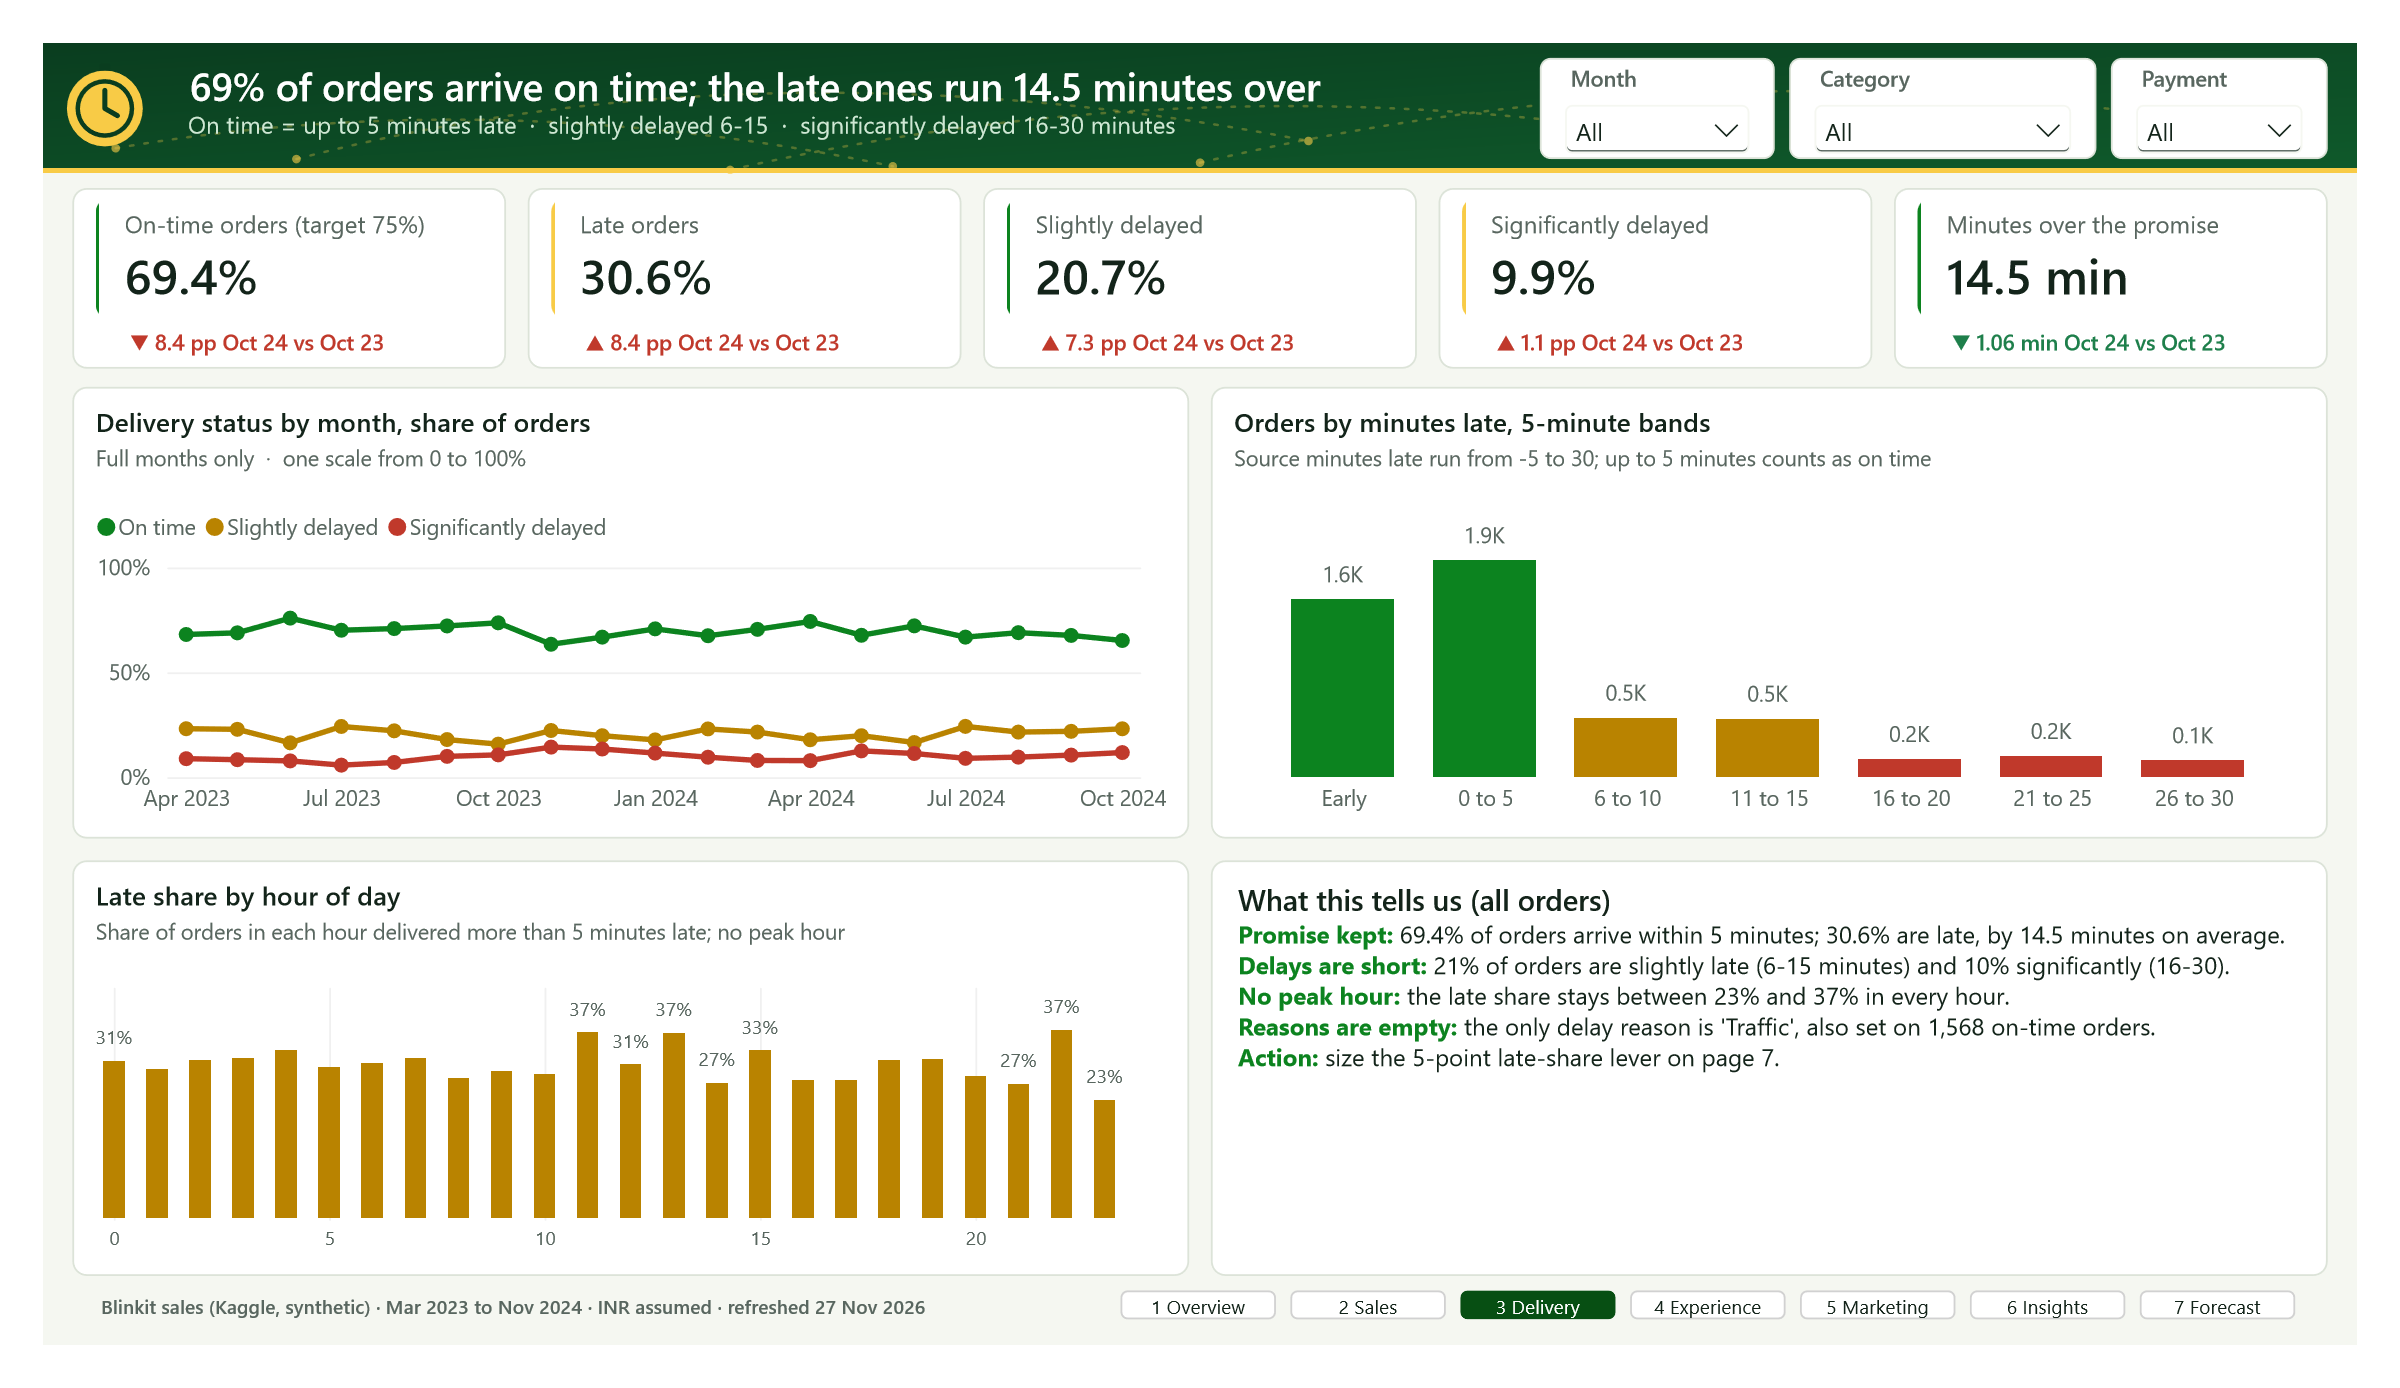 69% of orders arrive on time; the late ones run 14.5 minutes over
On time = up to 5 minutes late · slightly delayed 6-15 · significantly delayed 16-30 minutes
Month
All
Category
All
Payment
All
On-time orders (target 75%)
69.4%
▼ 8.4 pp Oct 24 vs Oct 23
Late orders
30.6%
▲ 8.4 pp Oct 24 vs Oct 23
Slightly delayed
20.7%
▲ 7.3 pp Oct 24 vs Oct 23
Significantly delayed
9.9%
▲ 1.1 pp Oct 24 vs Oct 23
Minutes over the promise
14.5 min
▼ 1.06 min Oct 24 vs Oct 23
Delivery status by month, share of orders
Full months only · one scale from 0 to 100%
On time Slightly delayed Significantly delayed
100%
50%
0%
Apr 2023 Jul 2023 Oct 2023 Jan 2024 Apr 2024 Jul 2024 Oct 2024
Orders by minutes late, 5-minute bands
Source minutes late run from -5 to 30; up to 5 minutes counts as on time
1.6K 1.9K 0.5K 0.5K 0.2K 0.2K 0.1K
Early 0 to 5 6 to 10 11 to 15 16 to 20 21 to 25 26 to 30
Late share by hour of day
Share of orders in each hour delivered more than 5 minutes late; no peak hour
31% 37% 31% 37% 27% 33% 27% 37% 23%
0 5 10 15 20
What this tells us (all orders)
Promise kept: 69.4% of orders arrive within 5 minutes; 30.6% are late, by 14.5 minutes on average.
Delays are short: 21% of orders are slightly late (6-15 minutes) and 10% significantly (16-30).
No peak hour: the late share stays between 23% and 37% in every hour.
Reasons are empty: the only delay reason is 'Traffic', also set on 1,568 on-time orders.
Action: size the 5-point late-share lever on page 7.
Blinkit sales (Kaggle, synthetic) · Mar 2023 to Nov 2024 · INR assumed · refreshed 27 Nov 2026
1 Overview
2 Sales
3 Delivery
4 Experience
5 Marketing
6 Insights
7 Forecast